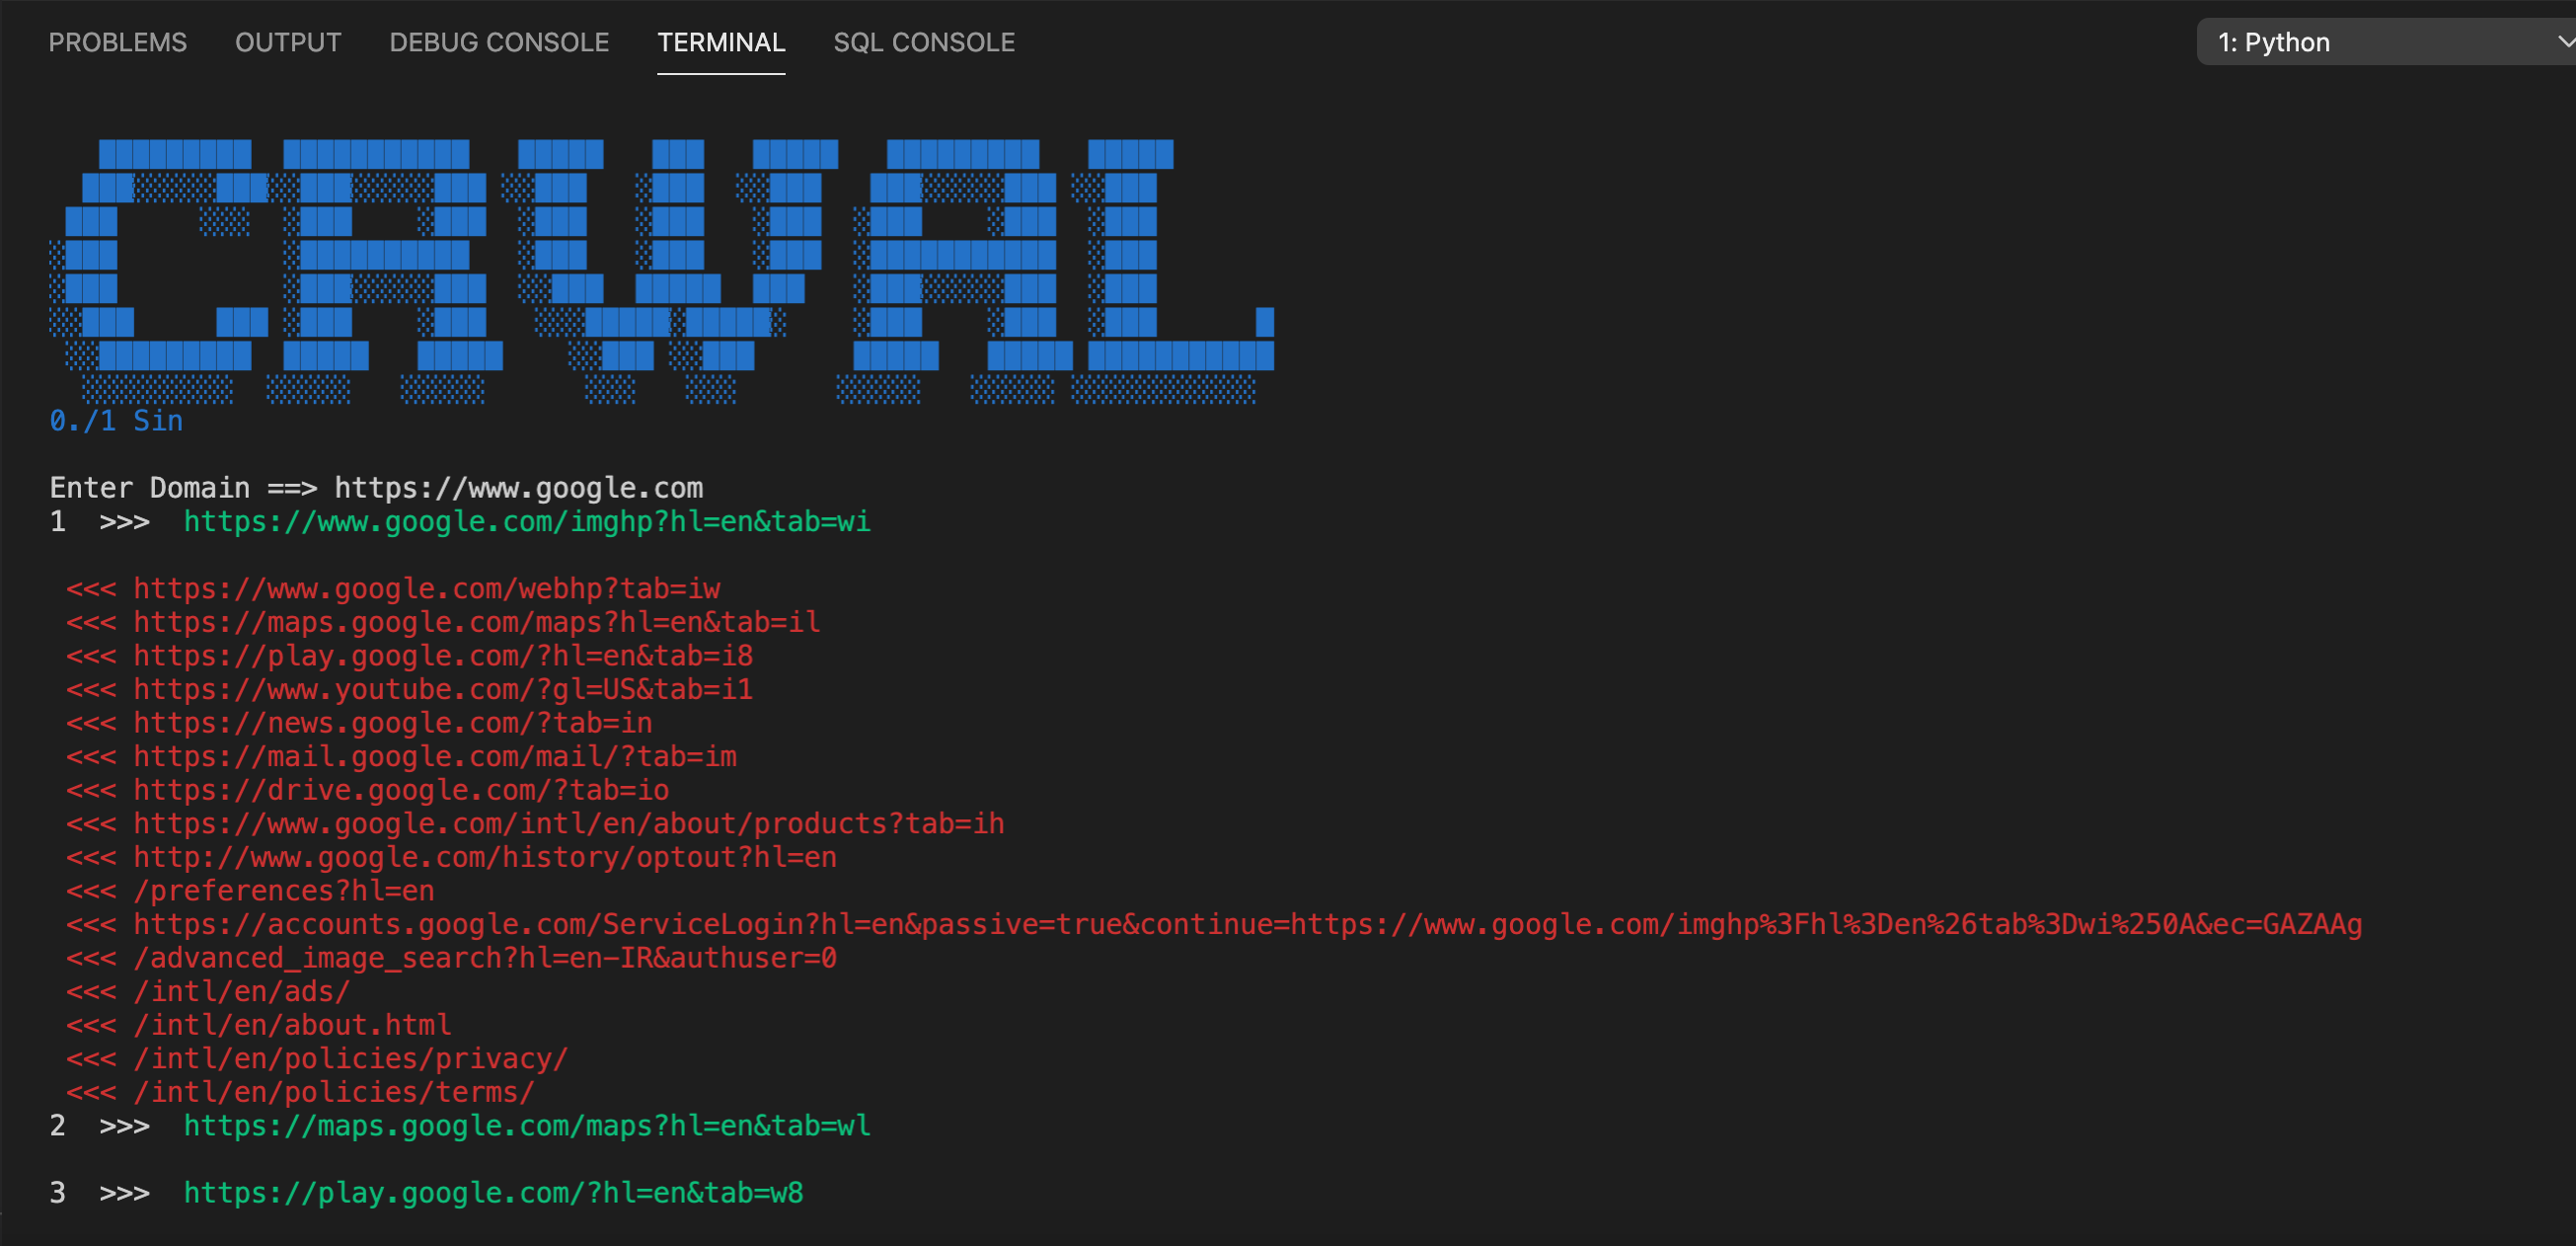 PROBLEMS OUTPUT DEBUG CONSOLE TERMINAL SQL CONSOLE 1: Python
CRWAL
0./1 Sin
Enter Domain ==> https://www.google.com
1 >>> https://www.google.com/imghp?hl=en&tab=wi
<<< https://www.google.com/webhp?tab=iw
<<< https://maps.google.com/maps?hl=en&tab=il
<<< https://play.google.com/?hl=en&tab=i8
<<< https://www.youtube.com/?gl=US&tab=i1
<<< https://news.google.com/?tab=in
<<< https://mail.google.com/mail/?tab=im
<<< https://drive.google.com/?tab=io
<<< https://www.google.com/intl/en/about/products?tab=ih
<<< http://www.google.com/history/optout?hl=en
<<< /preferences?hl=en
<<< https://accounts.google.com/ServiceLogin?hl=en&passive=true&continue=https://www.google.com/imghp%3Fhl%3Den%26tab%3Dwi%250A&ec=GAZAAg
<<< /advanced_image_search?hl=en-IR&authuser=0
<<< /intl/en/ads/
<<< /intl/en/about.html
<<< /intl/en/policies/privacy/
<<< /intl/en/policies/terms/
2 >>> https://maps.google.com/maps?hl=en&tab=wl
3 >>> https://play.google.com/?hl=en&tab=w8